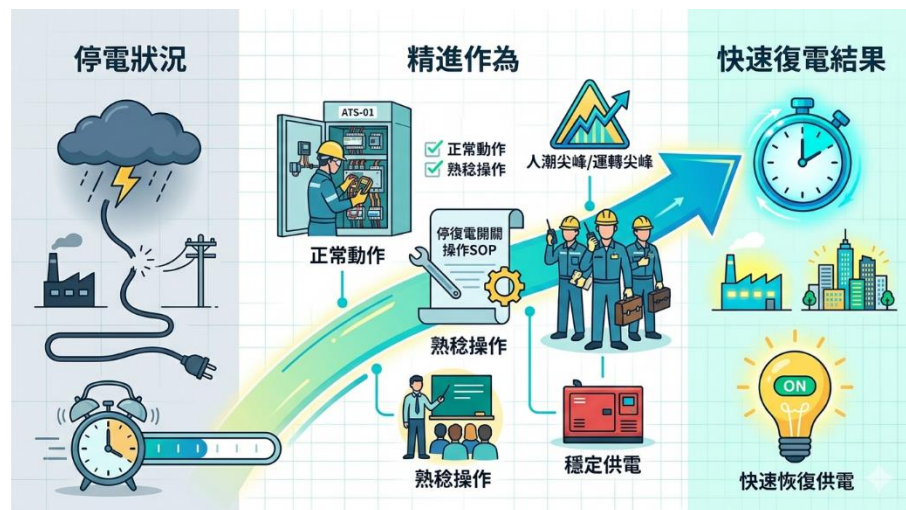 停電狀況
精進作為
快速復電結果
ATS-01
正常動作
熟稔操作
正常動作
人潮尖峰/運轉尖峰
停復電開關
操作SOP
熟稔操作
熟稔操作
穩定供電
ON
快速恢復供電